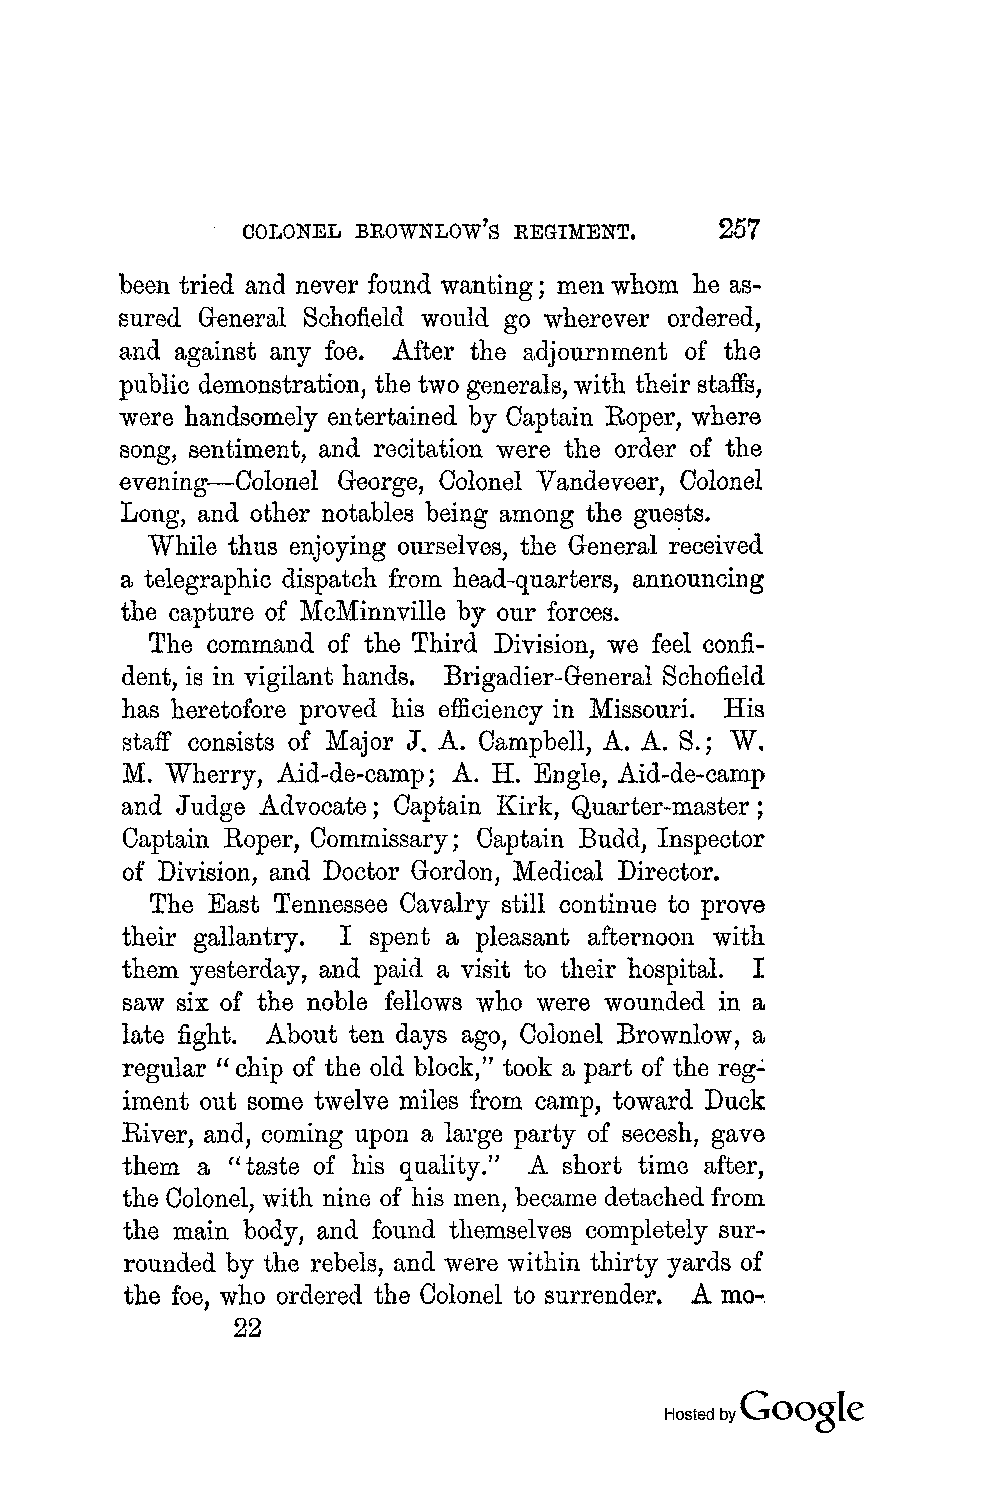 COLONEL BROWNLOW'S REGIMENT. 257
been tried and never found wanting; men whom he as-
sured General Schofield would go wherever ordered,
and against any foe. After the adjournment of the
public demonstration, the two generals, with their staffs,
were handsomely entertained by Captain Roper, where
song, sentiment, and recitation were the order of the
evening—Colonel George, Colonel Vandeveer, Colonel
Long, and other notables being among the guests.
While thus enjoying ourselves, the General received
a telegraphic dispatch from head-quarters, announcing
the capture of McMinnville by our forces.
The command of the Third Division, we feel confi-
dent, is in vigilant hands. Brigadier-General Schofield
has heretofore proved his efficiency in Missouri. His
staff consists of Major J. A. Campbell, A. A. S.; W.
M. Wherry, Aid-de-camp; A. H. Engle, Aid-de-camp
and Judge Advocate; Captain Kirk, Quarter-master;
Captain Roper, Commissary; Captain Budd, Inspector
of Division, and Doctor Gordon, Medical Director.
The East Tennessee Cavalry still continue to prove
their gallantry. I spent a pleasant afternoon with
them yesterday, and paid a visit to their hospital. I
saw six of the noble fellows who were wounded in a
late fight. About ten days ago, Colonel Brownlow, a
regular "chip of the old block," took a part of the reg-
iment out some twelve miles from camp, toward Duck
River, and, coming upon a large party of secesh, gave
them a "taste of his quality." A short time after,
the Colonel, with nine of his men, became detached from
the main body, and found themselves completely sur-
rounded by the rebels, and were within thirty yards of
the foe, who ordered the Colonel to surrender. A mo-
22
Hosted by Google